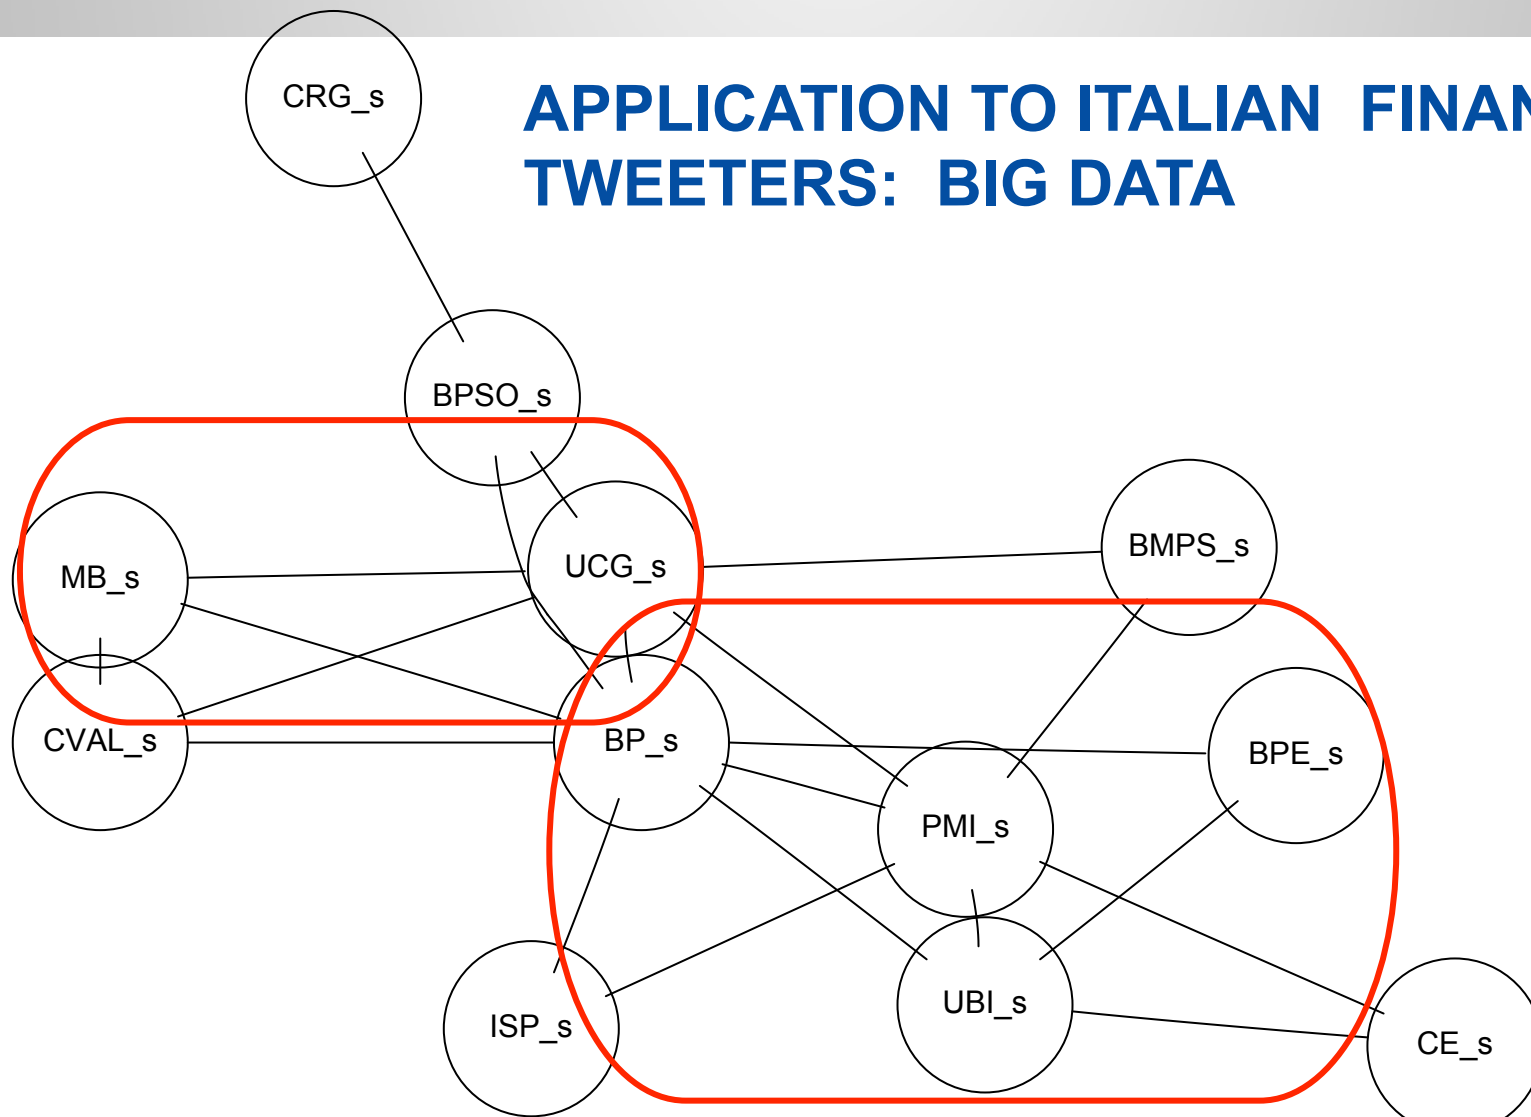 CRG_s
APPLICATION TO ITALIAN FINAN
TWEETERS: BIG DATA
BPSO_s
MB_s
UCG_s
BMPS_s
CVAL_s
BP_s
BPE_s
PMI_s
ISP_s
UBI_s
CE_s